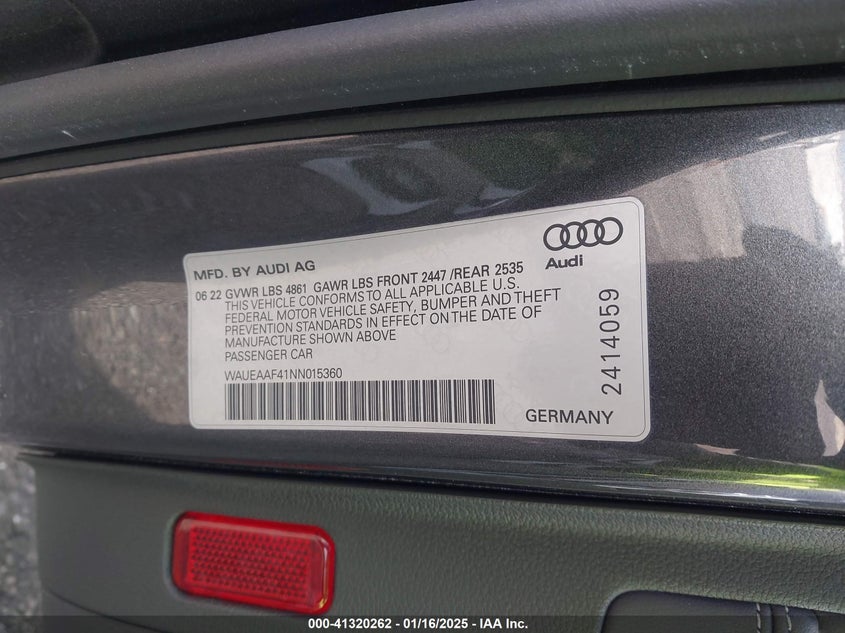 MFD. BY AUDI AG
Audi
06 22 GVWR LBS 4861 GAWR LBS FRONT 2447 /REAR 2535
THIS VEHICLE CONFORMS TO ALL APPLICABLE U.S.
FEDERAL MOTOR VEHICLE SAFETY, BUMPER AND THEFT
PREVENTION STANDARDS IN EFFECT ON THE DATE OF
MANUFACTURE SHOWN ABOVE
PASSENGER CAR
WAUEAAF41NN015360
2414059
GERMANY
000-41320262 - 01/16/2025 - IAA Inc.